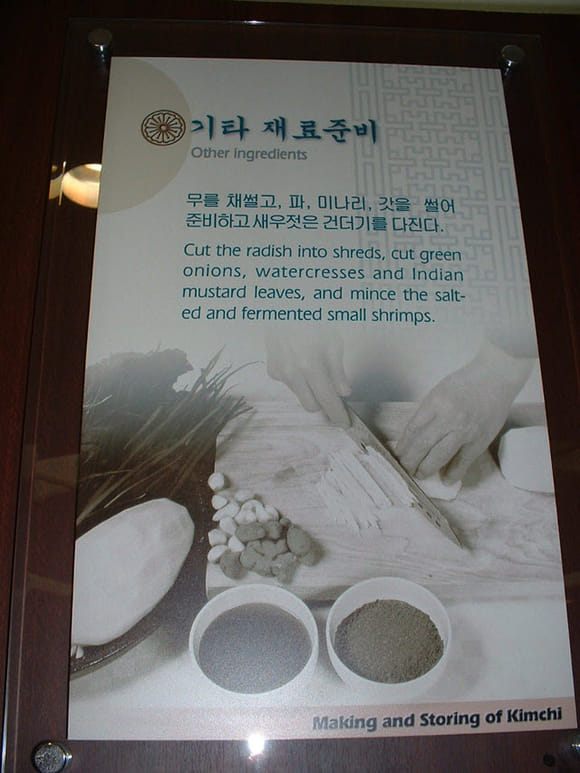 기타 재료준비
Other ingredients
무를 채썰고, 파, 미나리, 갓을 썰어
준비하고 새우젓은 건더기를 다진다.
Cut the radish into shreds, cut green
onions, watercresses and Indian
mustard leaves, and mince the salt-
ed and fermented small shrimps.
Making and Storing of Kimchi